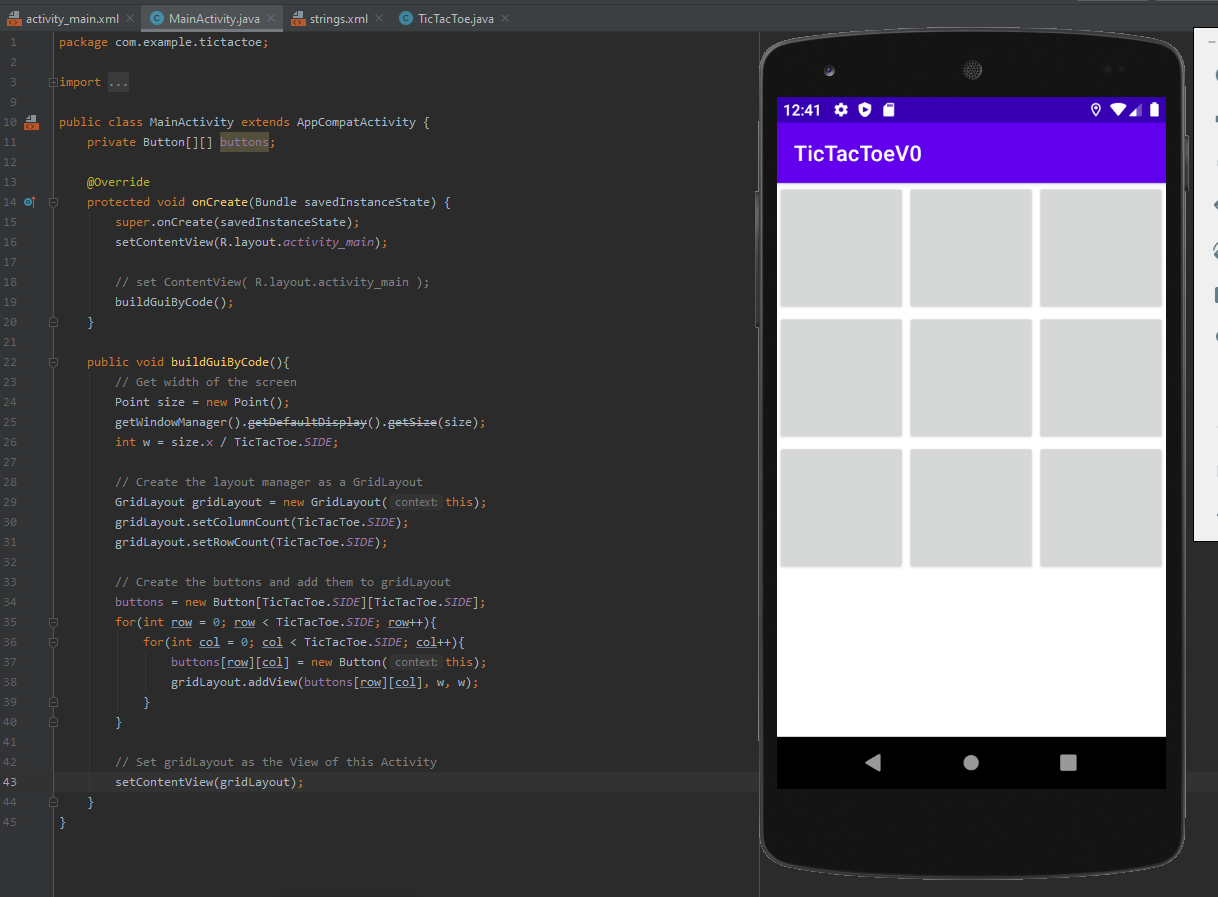 activity_main.xml MainActivity.java strings.xml TicTacToe.java
1 package com.example.tictactoe;
2
3 import ...
9
10 public class MainActivity extends AppCompatActivity {
11 private Button[][] buttons;
12
13 @Override
14 protected void onCreate(Bundle savedInstanceState) {
15 super.onCreate(savedInstanceState);
16 setContentView(R.layout.activity_main);
17
18 // set ContentView( R.layout.activity_main );
19 buildGuiByCode();
20 }
21
22 public void buildGuiByCode(){
23 // Get width of the screen
24 Point size = new Point();
25 getWindowManager().getDefaultDisplay().getSize(size);
26 int w = size.x / TicTacToe.SIDE;
27
28 // Create the layout manager as a GridLayout
29 GridLayout gridLayout = new GridLayout( context: this);
30 gridLayout.setColumnCount(TicTacToe.SIDE);
31 gridLayout.setRowCount(TicTacToe.SIDE);
32
33 // Create the buttons and add them to gridLayout
34 buttons = new Button[TicTacToe.SIDE][TicTacToe.SIDE];
35 for(int row = 0; row < TicTacToe.SIDE; row++){
36 for(int col = 0; col < TicTacToe.SIDE; col++){
37 buttons[row][col] = new Button( context: this);
38 gridLayout.addView(buttons[row][col], w, w);
39 }
40 }
41
42 // Set gridLayout as the View of this Activity
43 setContentView(gridLayout);
44 }
45 }
12:41
TicTacToeV0